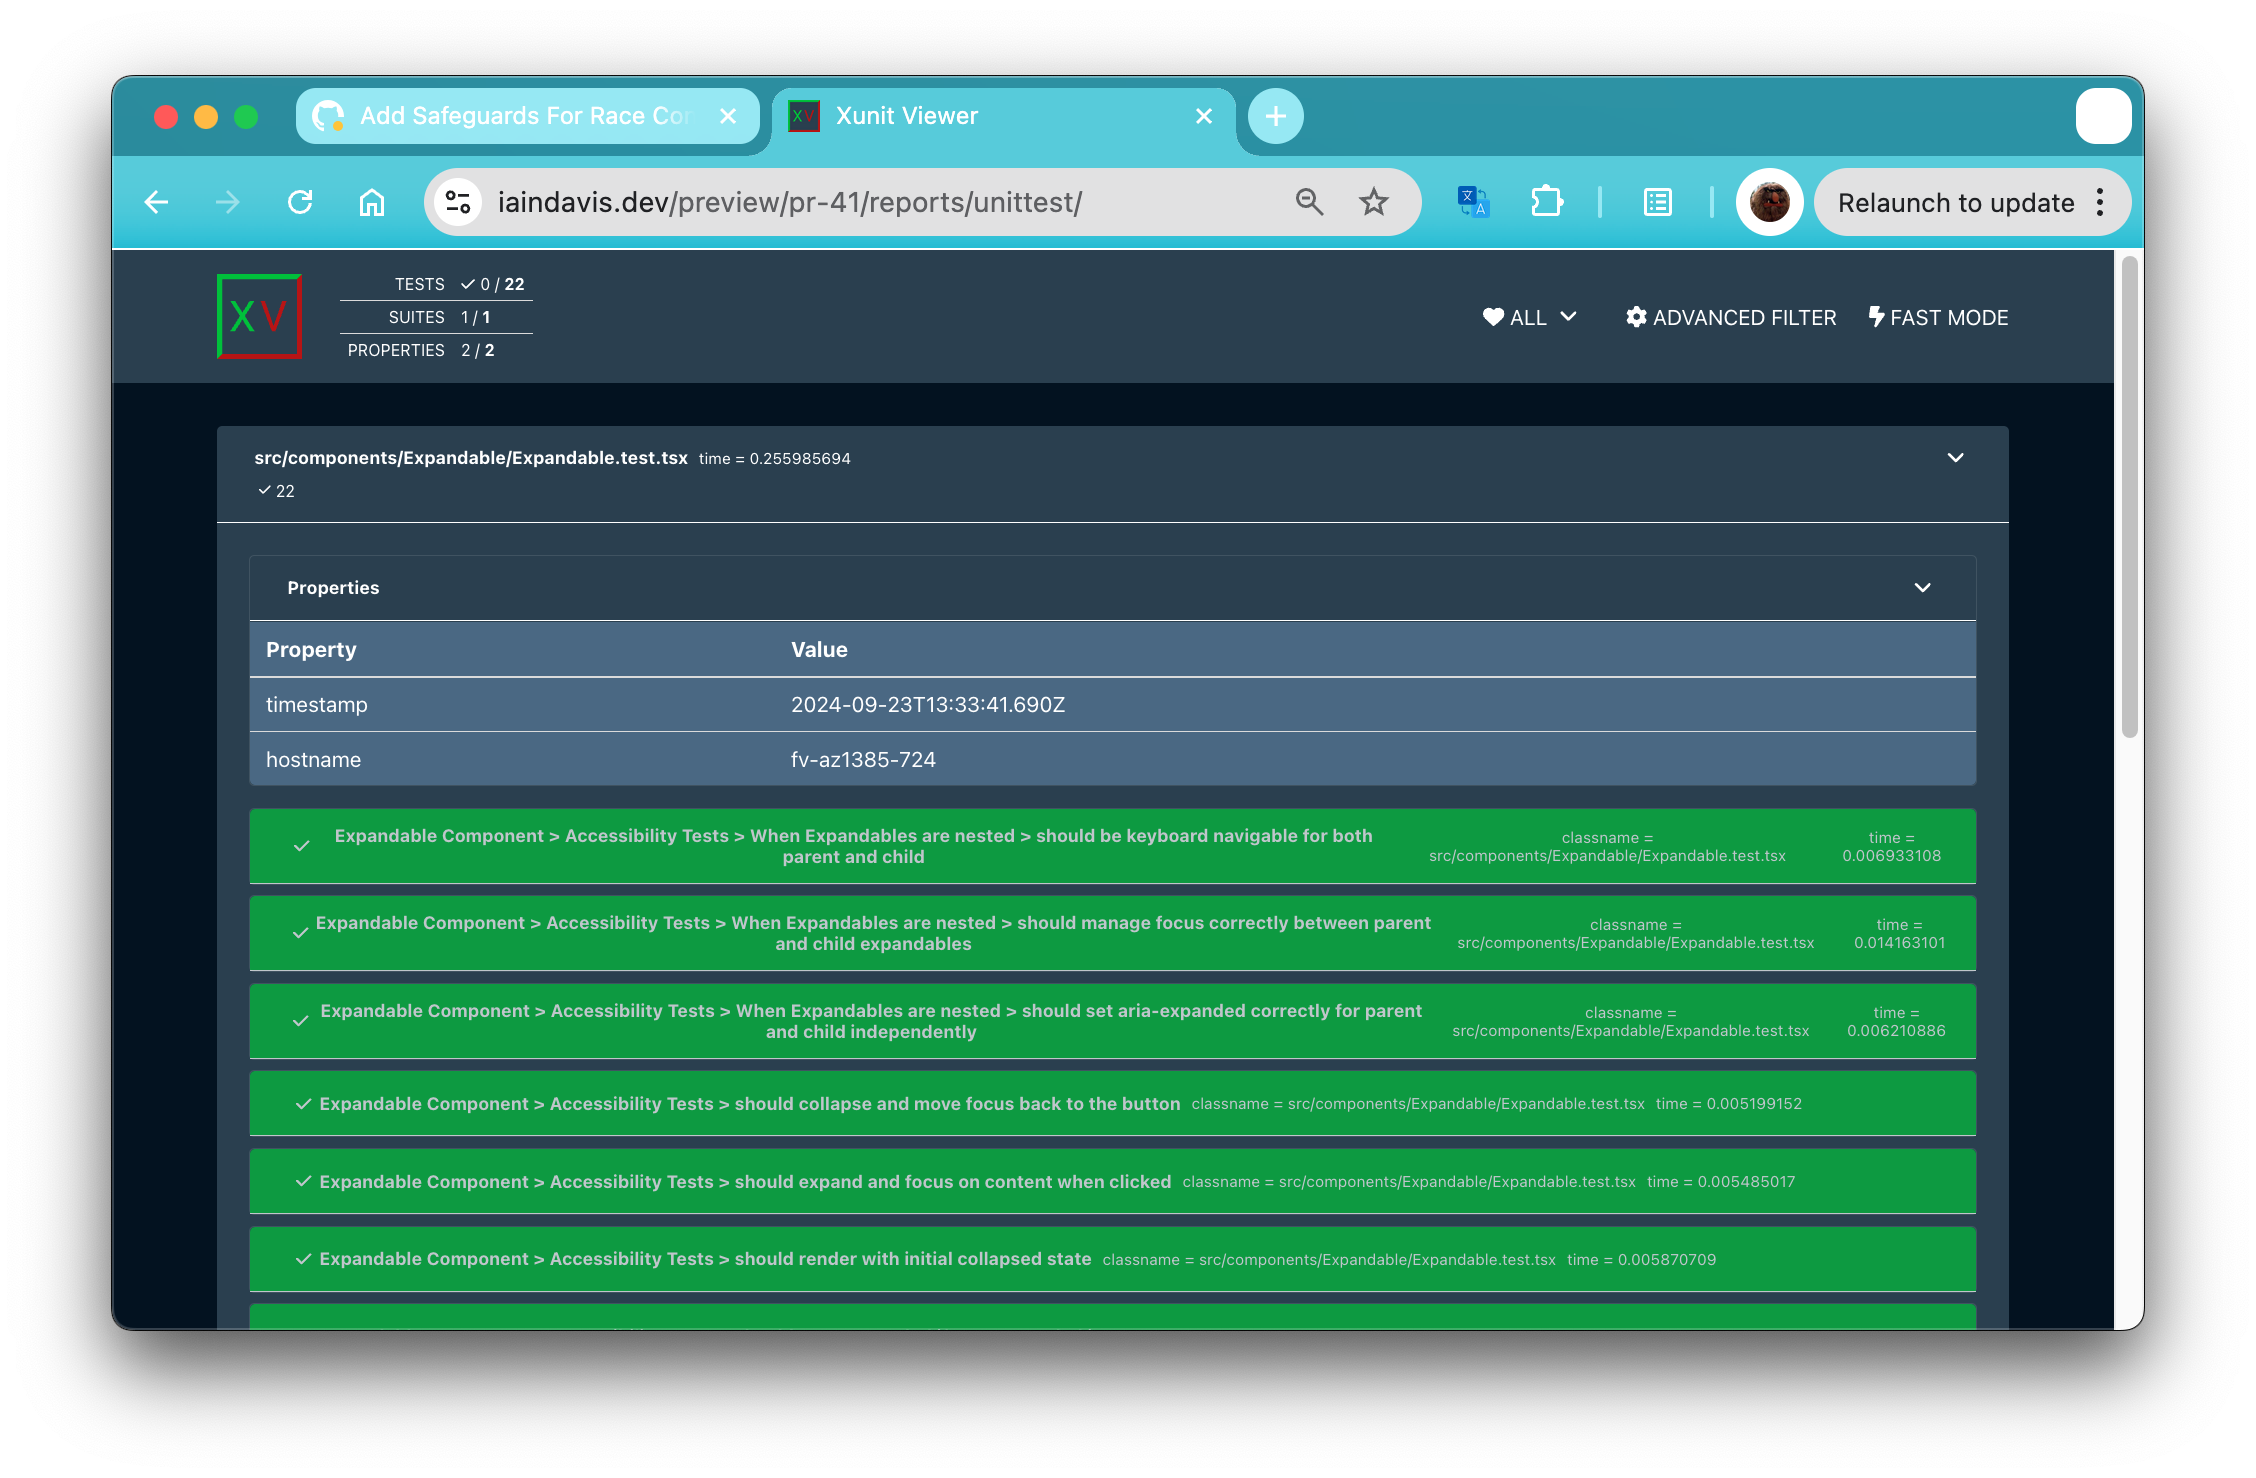 Add Safeguards For Race Con
Xunit Viewer
iaindavis.dev/preview/pr-41/reports/unittest/
Relaunch to update
XV
TESTS 0 / 22
SUITES 1 / 1
PROPERTIES 2 / 2
ALL
ADVANCED FILTER
FAST MODE
src/components/Expandable/Expandable.test.tsx time = 0.255985694
22
Properties
Property Value
timestamp 2024-09-23T13:33:41.690Z
hostname fv-az1385-724
Expandable Component > Accessibility Tests > When Expandables are nested > should be keyboard navigable for both
parent and child
classname =
src/components/Expandable/Expandable.test.tsx
time =
0.006933108
Expandable Component > Accessibility Tests > When Expandables are nested > should manage focus correctly between parent
and child expandables
classname =
src/components/Expandable/Expandable.test.tsx
time =
0.014163101
Expandable Component > Accessibility Tests > When Expandables are nested > should set aria-expanded correctly for parent
and child independently
classname =
src/components/Expandable/Expandable.test.tsx
time =
0.006210886
Expandable Component > Accessibility Tests > should collapse and move focus back to the button classname = src/components/Expandable/Expandable.test.tsx time = 0.005199152
Expandable Component > Accessibility Tests > should expand and focus on content when clicked classname = src/components/Expandable/Expandable.test.tsx time = 0.005485017
Expandable Component > Accessibility Tests > should render with initial collapsed state classname = src/components/Expandable/Expandable.test.tsx time = 0.005870709